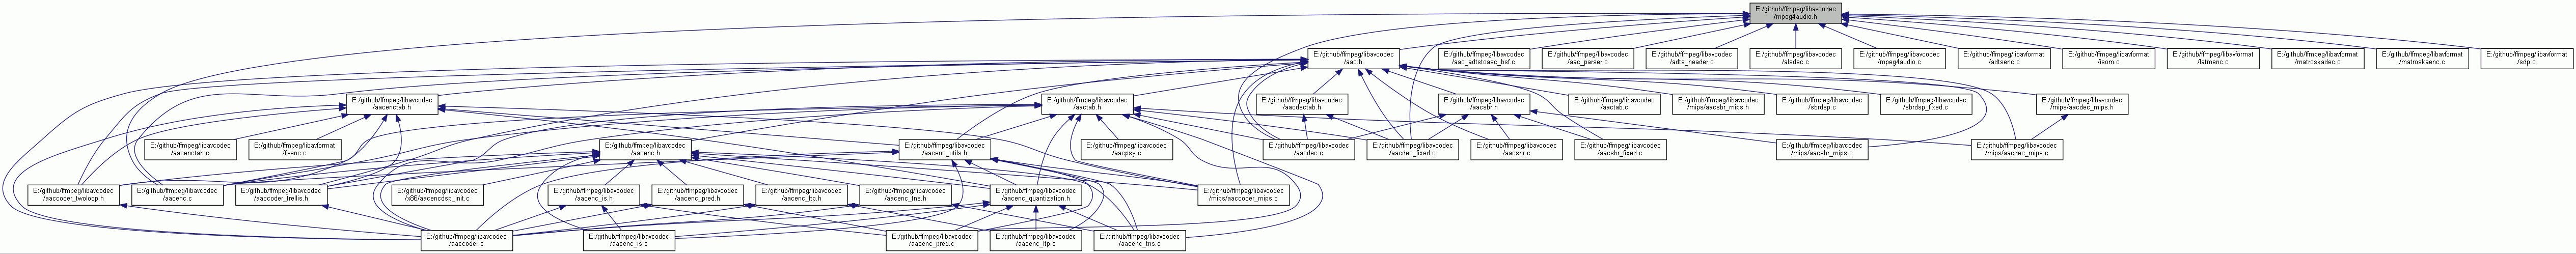 E:/github/ffmpeg/libavcodec
/mpeg4audio.h
E:/github/ffmpeg/libavcodec
/aac.h
E:/github/ffmpeg/libavcodec
/aac_adtstoasc_bsf.c
E:/github/ffmpeg/libavcodec
/aac_parser.c
E:/github/ffmpeg/libavcodec
/adts_header.c
E:/github/ffmpeg/libavcodec
/alsdec.c
E:/github/ffmpeg/libavcodec
/mpeg4audio.c
E:/github/ffmpeg/libavformat
/adtsenc.c
E:/github/ffmpeg/libavformat
/isom.c
E:/github/ffmpeg/libavformat
/latmenc.c
E:/github/ffmpeg/libavformat
/matroskadec.c
E:/github/ffmpeg/libavformat
/matroskaenc.c
E:/github/ffmpeg/libavformat
/sdp.c
E:/github/ffmpeg/libavcodec
/aacenctab.h
E:/github/ffmpeg/libavcodec
/aactab.h
E:/github/ffmpeg/libavcodec
/aacdectab.h
E:/github/ffmpeg/libavcodec
/aacsbr.h
E:/github/ffmpeg/libavcodec
/aactab.c
E:/github/ffmpeg/libavcodec
/mips/aacsbr_mips.h
E:/github/ffmpeg/libavcodec
/sbrdsp.c
E:/github/ffmpeg/libavcodec
/sbrdsp_fixed.c
E:/github/ffmpeg/libavcodec
/mips/aacdec_mips.h
E:/github/ffmpeg/libavcodec
/aacenctab.c
E:/github/ffmpeg/libavformat
/flvenc.c
E:/github/ffmpeg/libavcodec
/aacenc.h
E:/github/ffmpeg/libavcodec
/aacenc_utils.h
E:/github/ffmpeg/libavcodec
/aacpsy.c
E:/github/ffmpeg/libavcodec
/aacdec.c
E:/github/ffmpeg/libavcodec
/aacdec_fixed.c
E:/github/ffmpeg/libavcodec
/aacsbr.c
E:/github/ffmpeg/libavcodec
/aacsbr_fixed.c
E:/github/ffmpeg/libavcodec
/mips/aacsbr_mips.c
E:/github/ffmpeg/libavcodec
/mips/aacdec_mips.c
E:/github/ffmpeg/libavcodec
/aaccoder_twoloop.h
E:/github/ffmpeg/libavcodec
/aacenc.c
E:/github/ffmpeg/libavcodec
/aaccoder_trellis.h
E:/github/ffmpeg/libavcodec
/x86/aacencdsp_init.c
E:/github/ffmpeg/libavcodec
/aacenc_is.h
E:/github/ffmpeg/libavcodec
/aacenc_pred.h
E:/github/ffmpeg/libavcodec
/aacenc_ltp.h
E:/github/ffmpeg/libavcodec
/aacenc_tns.h
E:/github/ffmpeg/libavcodec
/aacenc_quantization.h
E:/github/ffmpeg/libavcodec
/mips/aaccoder_mips.c
E:/github/ffmpeg/libavcodec
/aaccoder.c
E:/github/ffmpeg/libavcodec
/aacenc_is.c
E:/github/ffmpeg/libavcodec
/aacenc_pred.c
E:/github/ffmpeg/libavcodec
/aacenc_ltp.c
E:/github/ffmpeg/libavcodec
/aacenc_tns.c